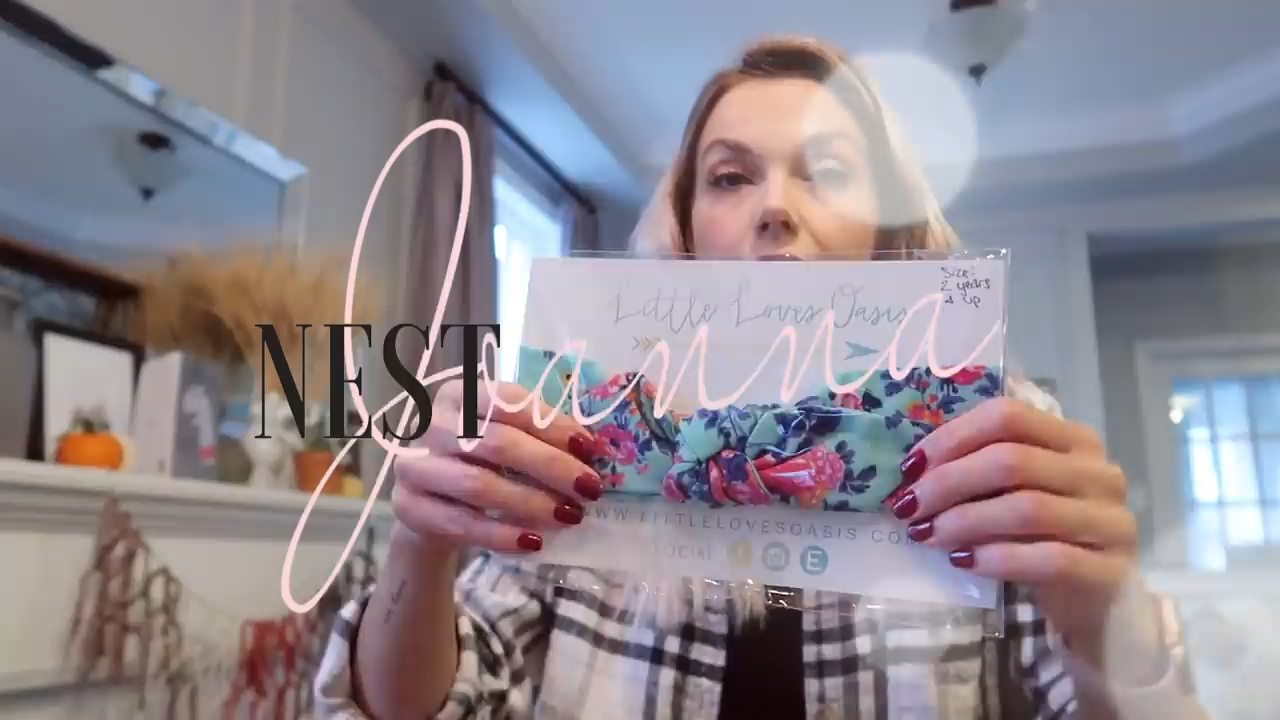 Size:
2 years
& up
Little Loves Oasis
Joanna
NEST
WWW.LITTLELOVESOASIS.COM
SOCIAL
E